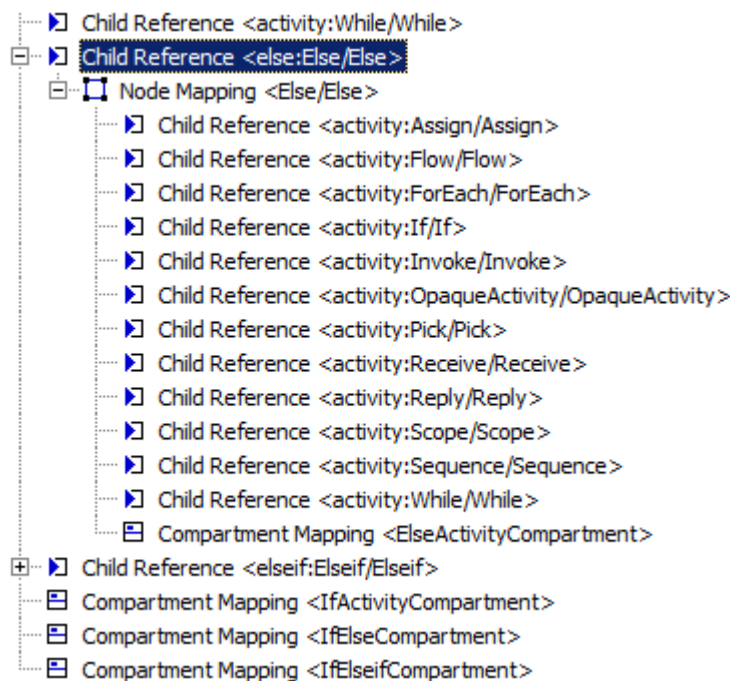 Child Reference <activity:While/While>
Child Reference <else:Else/Else>
Node Mapping <Else/Else>
Child Reference <activity:Assign/Assign>
Child Reference <activity:Flow/Flow>
Child Reference <activity:ForEach/ForEach>
Child Reference <activity:If/If>
Child Reference <activity:Invoke/Invoke>
Child Reference <activity:OpaqueActivity/OpaqueActivity>
Child Reference <activity:Pick/Pick>
Child Reference <activity:Receive/Receive>
Child Reference <activity:Reply/Reply>
Child Reference <activity:Scope/Scope>
Child Reference <activity:Sequence/Sequence>
Child Reference <activity:While/While>
Compartment Mapping <ElseActivityCompartment>
Child Reference <elseif:Elseif/Elseif>
Compartment Mapping <IfActivityCompartment>
Compartment Mapping <IfElseCompartment>
Compartment Mapping <IfElseifCompartment>